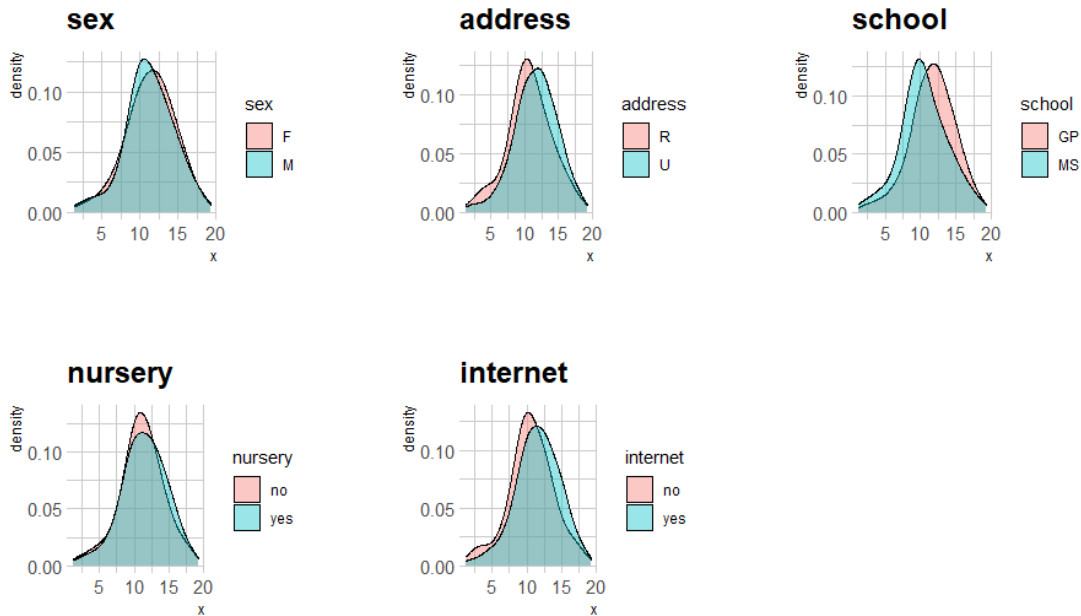 sex
density
0.10
0.05
0.00
5 10 15 20
x
sex
F
M
address
density
0.10
0.05
0.00
5 10 15 20
x
address
R
U
school
density
0.10
0.05
0.00
5 10 15 20
x
school
GP
MS
nursery
density
0.10
0.05
0.00
5 10 15 20
x
nursery
no
yes
internet
density
0.10
0.05
0.00
5 10 15 20
x
internet
no
yes